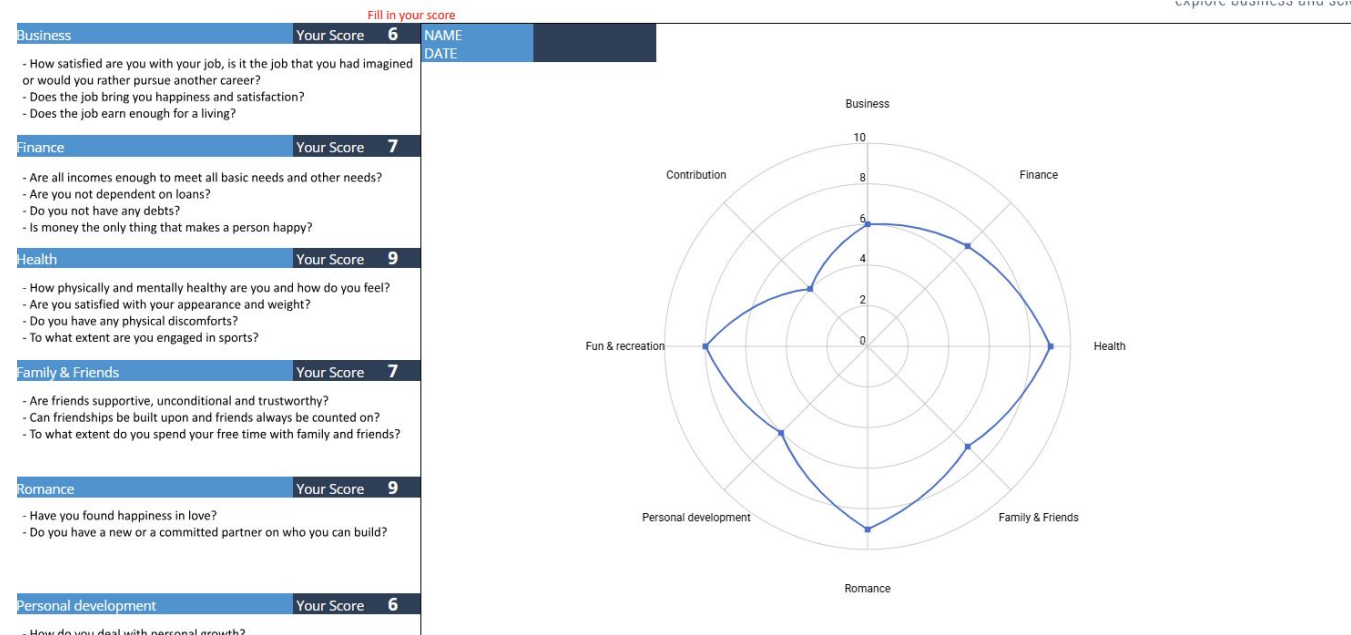 explore business and
Fill in your score
Business Your Score 6
- How satisfied are you with your job, is it the job that you had imagined
or would you rather pursue another career?
- Does the job bring you happiness and satisfaction?
- Does the job earn enough for a living?
Finance Your Score 7
- Are all incomes enough to meet all basic needs and other needs?
- Are you not dependent on loans?
- Do you not have any debts?
- Is money the only thing that makes a person happy?
Health Your Score 9
- How physically and mentally healthy are you and how do you feel?
- Are you satisfied with your appearance and weight?
- Do you have any physical discomforts?
- To what extent are you engaged in sports?
Family & Friends Your Score 7
- Are friends supportive, unconditional and trustworthy?
- Can friendships be built upon and friends always be counted on?
- To what extent do you spend your free time with family and friends?
Romance Your Score 9
- Have you found happiness in love?
- Do you have a new or a committed partner on who you can build?
Personal development Your Score 6
- How do you deal with personal growth?
NAME
DATE
Business
10
Contribution
8
Finance
6
4
2
Fun & recreation
0
Health
Personal development
Family & Friends
Romance